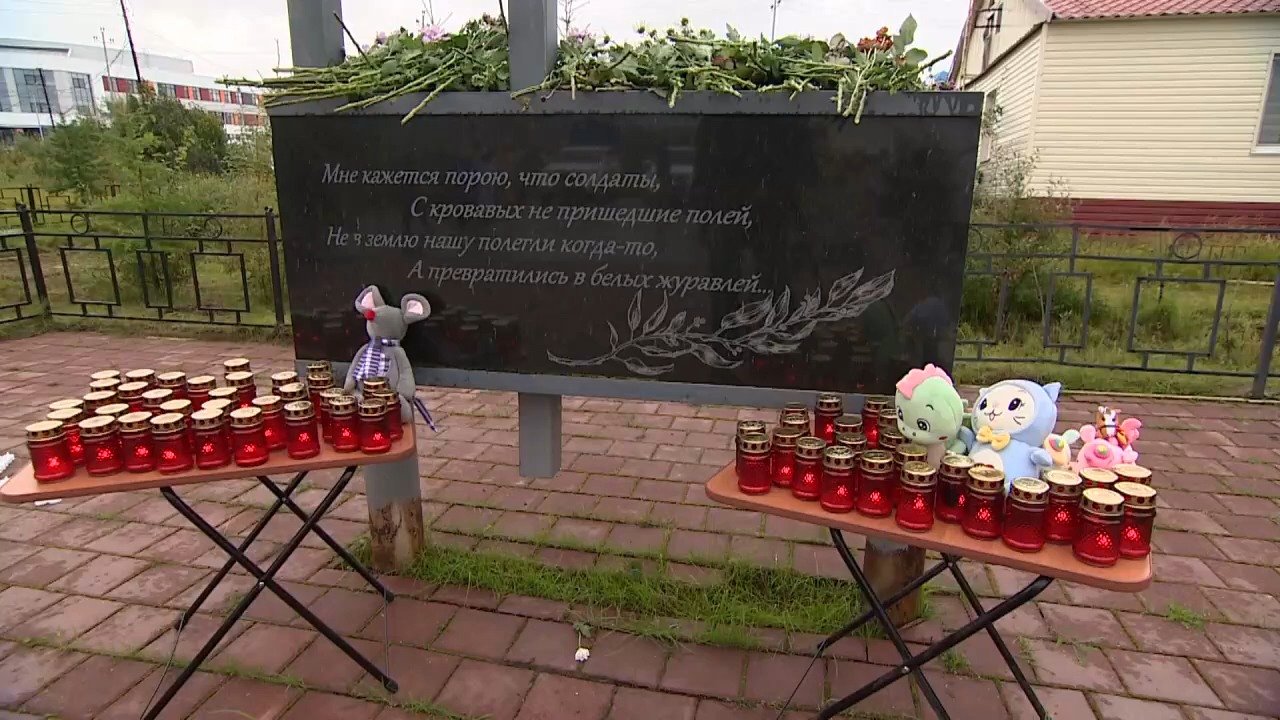 Мне кажется порою, что солдаты,
С кровавых не пришедшие полей,
Не в землю нашу полегли когда-то,
А превратились в белых журавлей...